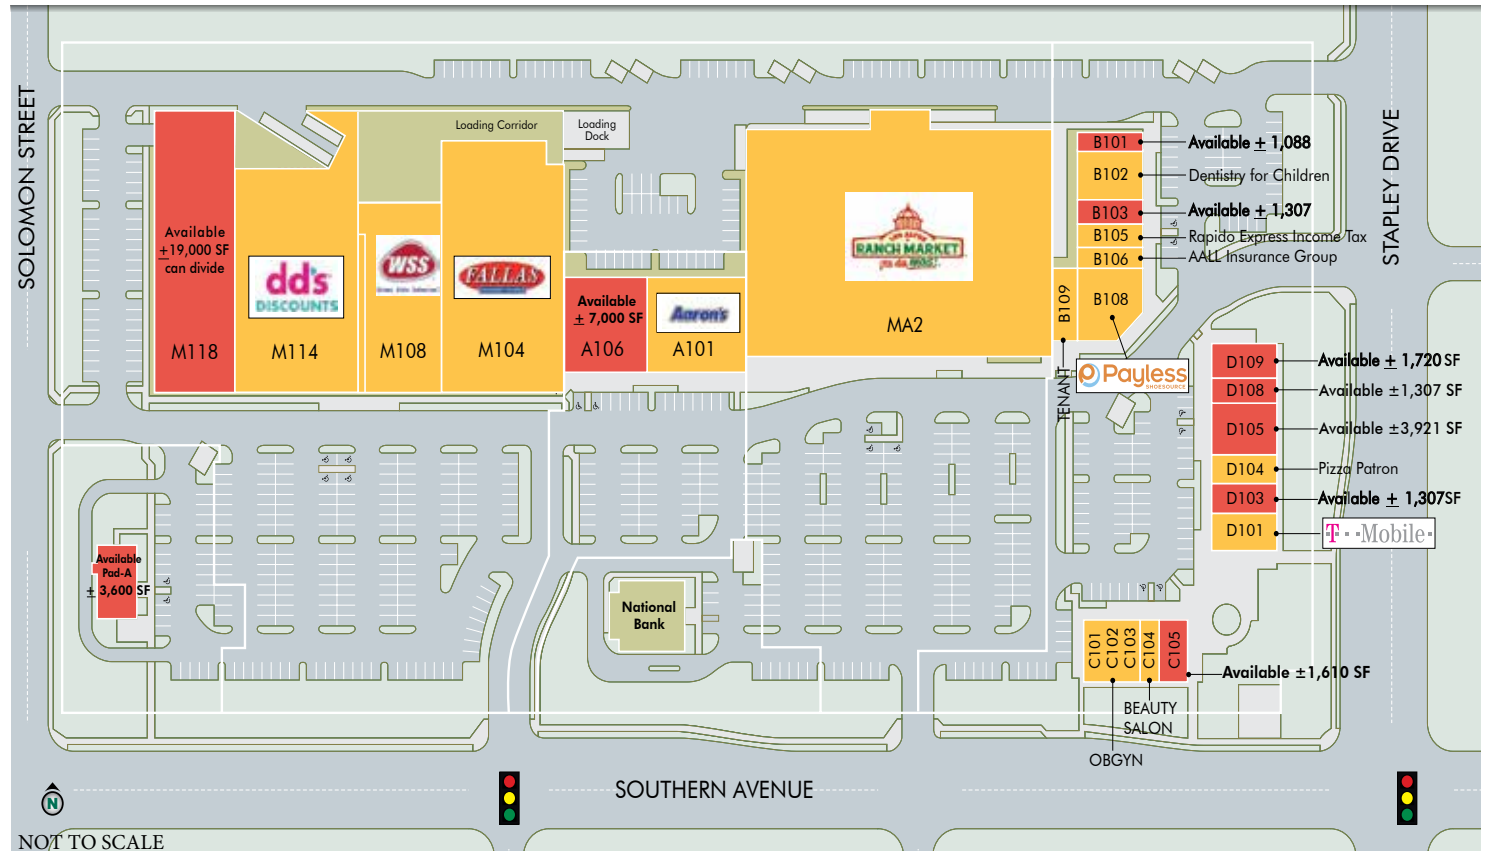 SOLOMON STREET
STAPLEY DRIVE
SOUTHERN AVENUE
Loading Corridor
Loading
Dock
Available
±19,000 SF
can divide
M118
dd's
DISCOUNTS
M114
WSS
M108
FALLAS
M104
Available
± 7,000 SF
A106
Aaron's
A101
RANCH MARKET
MA2
B101
Available ± 1,088
B102
Dentistry for Children
B103
Available ± 1,307
B105
Rapido Express Income Tax
B106
AALL Insurance Group
B109
TENANT
B108
Payless
SHOESOURCE
D109
Available ± 1,720 SF
D108
Available ±1,307 SF
D105
Available ±3,921 SF
D104
Pizza Patron
D103
Available ± 1,307SF
D101
T··Mobile·
Available
Pad-A
± 3,600 SF
National
Bank
C101
C102
C103
C104
C105
Available ±1,610 SF
BEAUTY
SALON
OBGYN
N
NOT TO SCALE